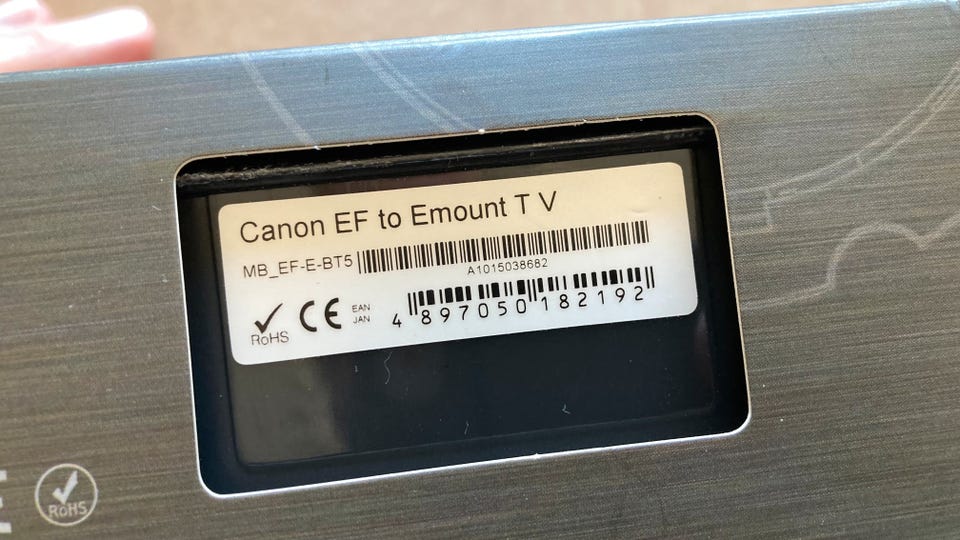 Canon EF to Emount T V
MB_EF-E-BT5
A1015038682
RoHS
CE
EAN
JAN
4 897050 182192
RoHS